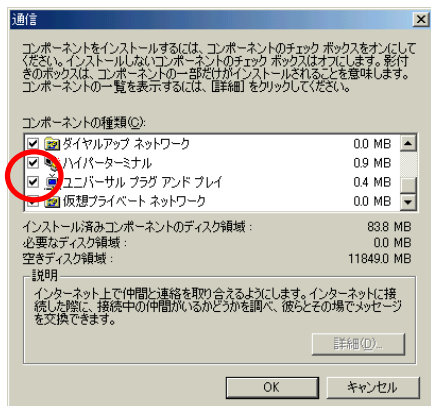 通信
コンポーネントをインストールするには、コンポーネントのチェック ボックスをオンにして
ください。インストールしないコンポーネントのチェック ボックスはオフにします。影付
きのボックスは、コンポーネントの一部だけがインストールされることを意味します。
コンポーネントの一覧を表示するには、[詳細] をクリックしてください。
コンポーネントの種類(C):
ダイヤルアップ ネットワーク 0.0 MB
ハイパーターミナル 0.9 MB
ユニバーサル プラグ アンド プレイ 0.4 MB
仮想プライベート ネットワーク 0.0 MB
インストール済みコンポーネントのディスク領域 : 83.8 MB
必要なディスク領域 : 0.0 MB
空きディスク領域 : 11849.0 MB
説明
インターネット上で仲間と連絡を取り合えるようにします。インターネットに接
続した際に、接続中の仲間がいるかどうかを調べ、彼らとその場でメッセージ
を交換できます。
詳細(D)...
OK キャンセル